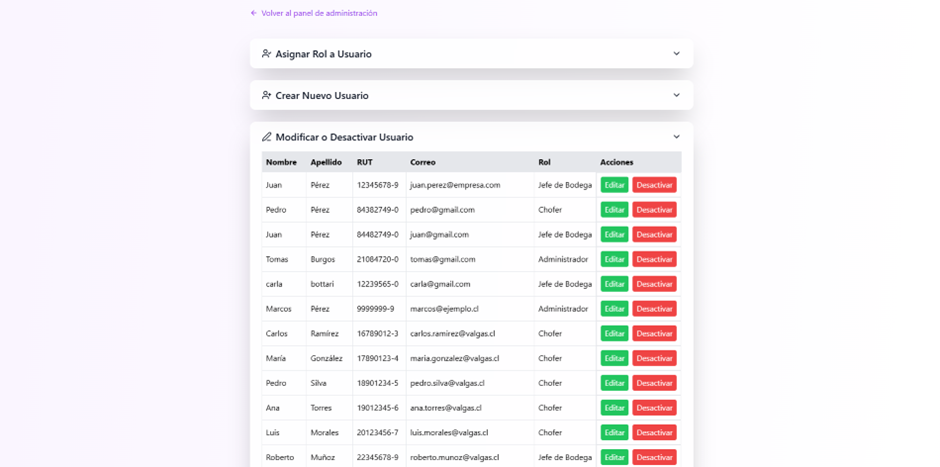 ← Volver al panel de administración
Asignar Rol a Usuario
Crear Nuevo Usuario
Modificar o Desactivar Usuario
Nombre Apellido RUT Correo Rol Acciones
Juan Pérez 12345678-9 juan.perez@empresa.com Jefe de Bodega Editar Desactivar
Pedro Pérez 84382749-0 pedro@gmail.com Chofer Editar Desactivar
Juan Pérez 84482749-0 juan@gmail.com Jefe de Bodega Editar Desactivar
Tomas Burgos 21084720-0 tomas@gmail.com Administrador Editar Desactivar
carla bottari 12239565-0 carla@gmail.com Jefe de Bodega Editar Desactivar
Marcos Pérez 9999999-9 marcos@ejemplo.cl Administrador Editar Desactivar
Carlos Ramírez 16789012-3 carlos.ramirez@valgas.cl Chofer Editar Desactivar
María González 17890123-4 maria.gonzalez@valgas.cl Chofer Editar Desactivar
Pedro Silva 18901234-5 pedro.silva@valgas.cl Chofer Editar Desactivar
Ana Torres 19012345-6 ana.torres@valgas.cl Chofer Editar Desactivar
Luis Morales 20123456-7 luis.morales@valgas.cl Chofer Editar Desactivar
Roberto Muñoz 22345678-9 roberto.munoz@valgas.cl Jefe de Bodega Editar Desactivar